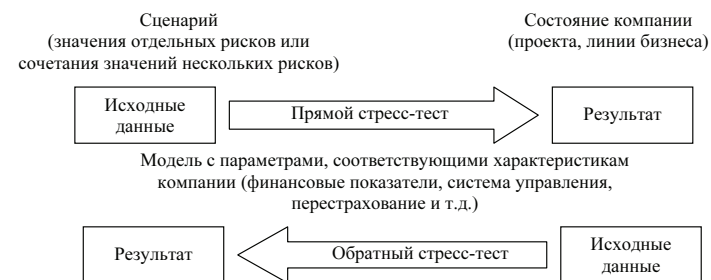 Сценарий
(значения отдельных рисков или
сочетания значений нескольких рисков)
Состояние компании
(проекта, линии бизнеса)
Исходные
данные
Прямой стресс-тест
Результат
Модель с параметрами, соответствующими характеристикам
компании (финансовые показатели, система управления,
перестрахование и т.д.)
Результат
Обратный стресс-тест
Исходные
данные